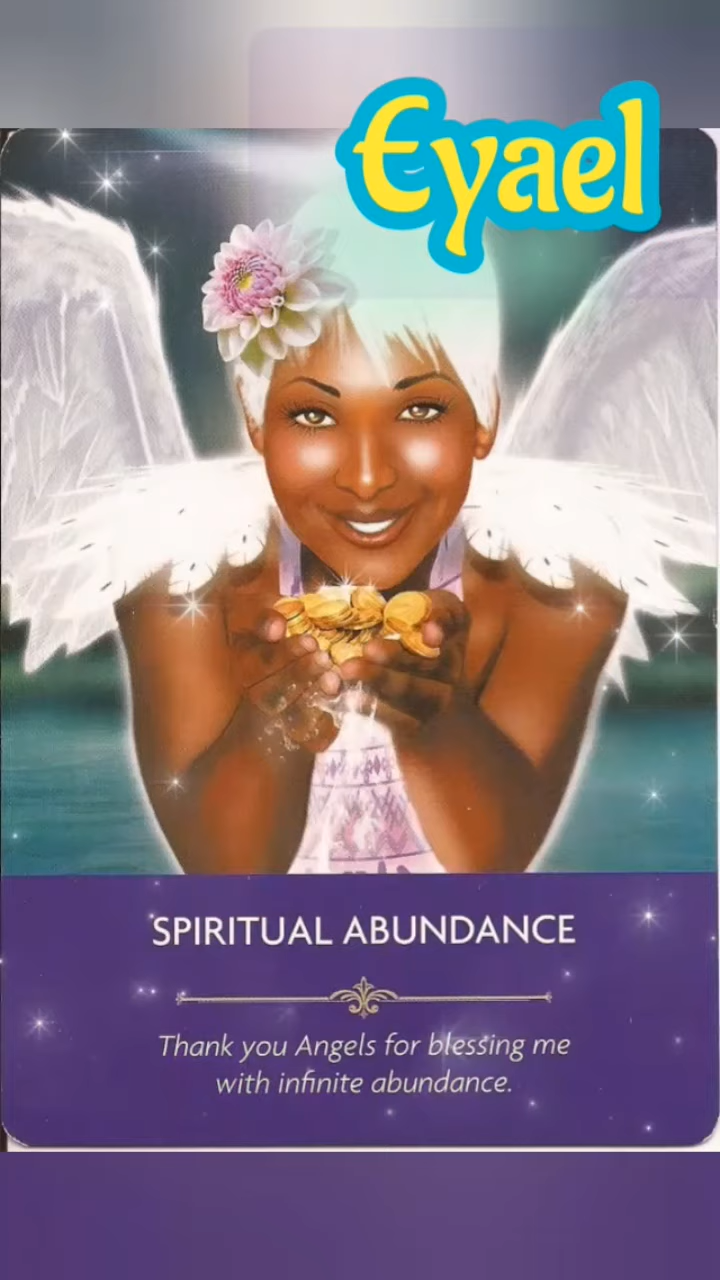 Eyael
SPIRITUAL ABUNDANCE
Thank you Angels for blessing me
with infinite abundance.